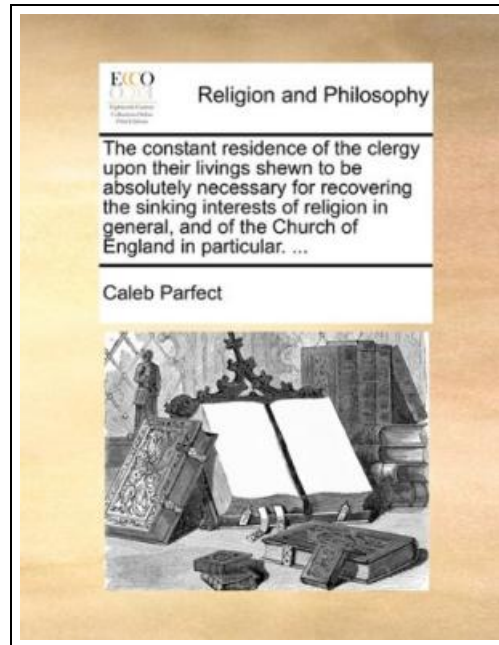 ECCO
Religion and Philosophy
The constant residence of the clergy
upon their livings shewn to be
absolutely necessary for recovering
the sinking interests of religion in
general, and of the Church of
England in particular. ...
Caleb Parfect